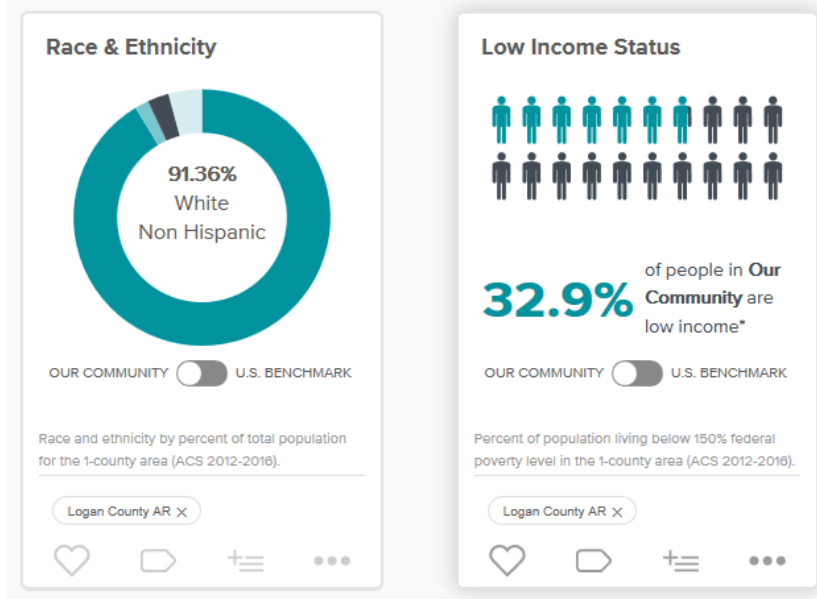 Race & Ethnicity
91.36%
White
Non Hispanic
OUR COMMUNITY
U.S. BENCHMARK
Race and ethnicity by percent of total population
for the 1-county area (ACS 2012-2016).
Logan County AR ×
Low Income Status
32.9%
of people in Our
Community are
low income*
OUR COMMUNITY
U.S. BENCHMARK
Percent of population living below 150% federal
poverty level in the 1-county area (ACS 2012-2016).
Logan County AR ×